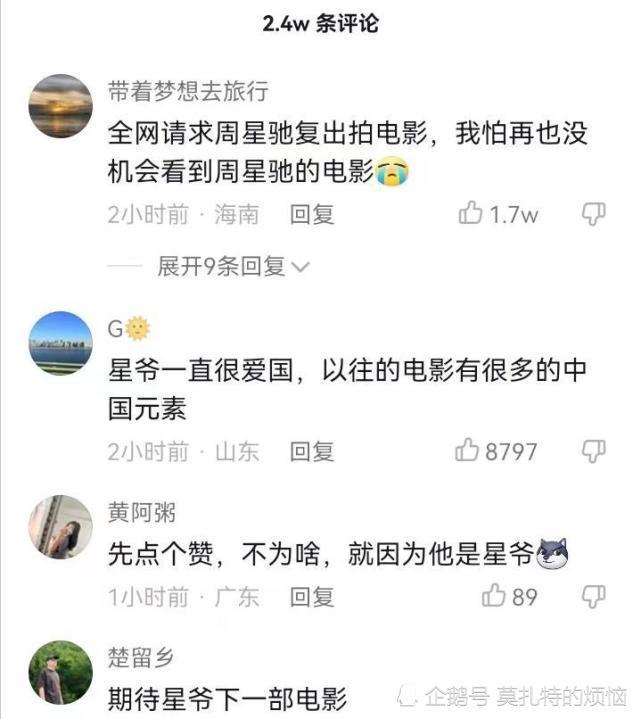 2.4w 条评论
带着梦想去旅行
全网请求周星驰复出拍电影，我怕再也没
机会看到周星驰的电影😭
2小时前 · 海南 回复 1.7w
展开9条回复
G🌞
星爷一直很爱国，以往的电影有很多的中
国元素
2小时前 · 山东 回复 8797
黄阿粥
先点个赞，不为啥，就因为他是星爷
1小时前 · 广东 回复 89
楚留乡
期待星爷下一部电影
企鹅号 莫扎特的烦恼